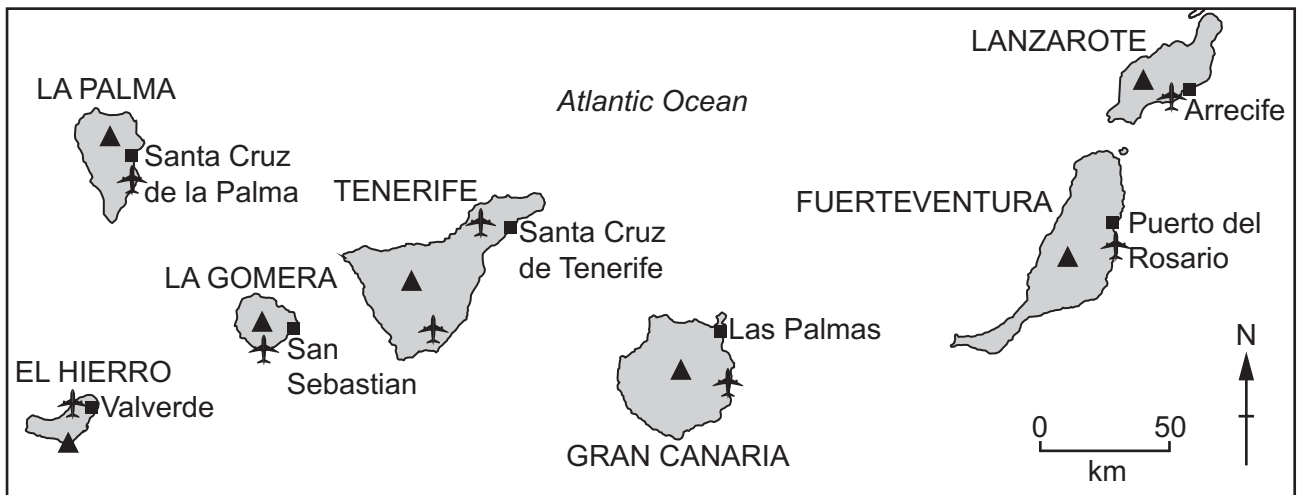 LANZAROTE
Arrecife
LA PALMA
Santa Cruz
de la Palma
Atlantic Ocean
TENERIFE
Santa Cruz
de Tenerife
FUERTEVENTURA
Puerto del
Rosario
LA GOMERA
San
Sebastian
Las Palmas
GRAN CANARIA
EL HIERRO
Valverde
N
0 50
km